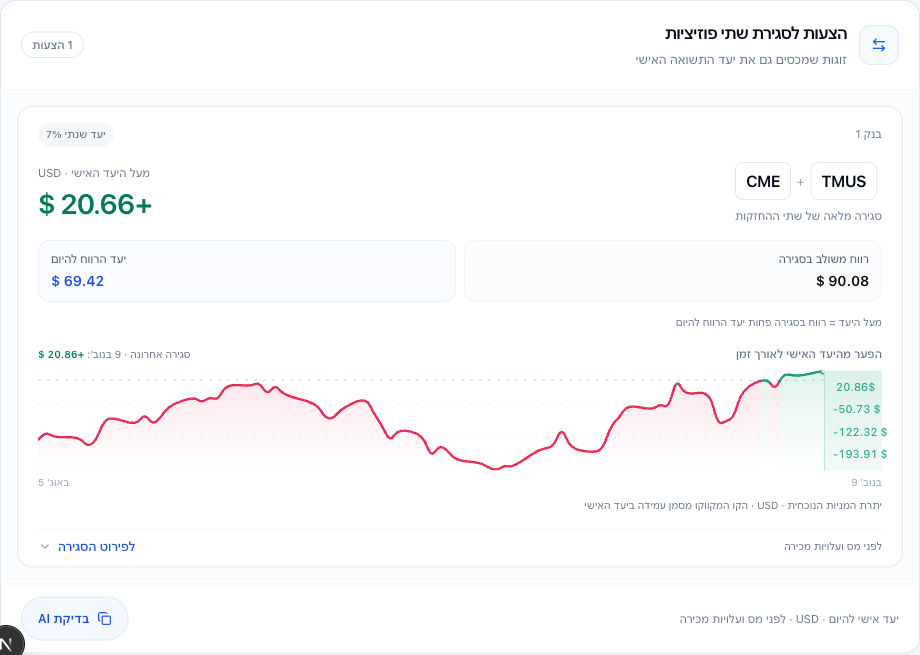 הצעות לסגירת שתי פוזיציות
1 הצעות
זוגות שמכסים גם את יעד התשואה האישי
בנק 1
יעד שנתי 7%
TMUS + CME
סגירה מלאה של שתי ההחזקות
מעל היעד האישי · USD
$ 20.66+
רווח משולב בסגירה
$ 90.08
יעד הרווח להיום
$ 69.42
מעל היעד = רווח בסגירה פחות יעד הרווח להיום
הפער מהיעד האישי לאורך זמן
סגירה אחרונה · 9 בנוב׳: $ 20.86+
20.86$
-50.73 $
-122.32 $
-193.91 $
5 באוג׳
9 בנוב׳
יתרת המניות הנוכחית · USD · הקו המקווקו מסמן עמידה ביעד האישי
לפני מס ועלויות מכירה
לפירוט הסגירה
יעד אישי להיום · USD · לפני מס ועלויות מכירה
בדיקת AI
N